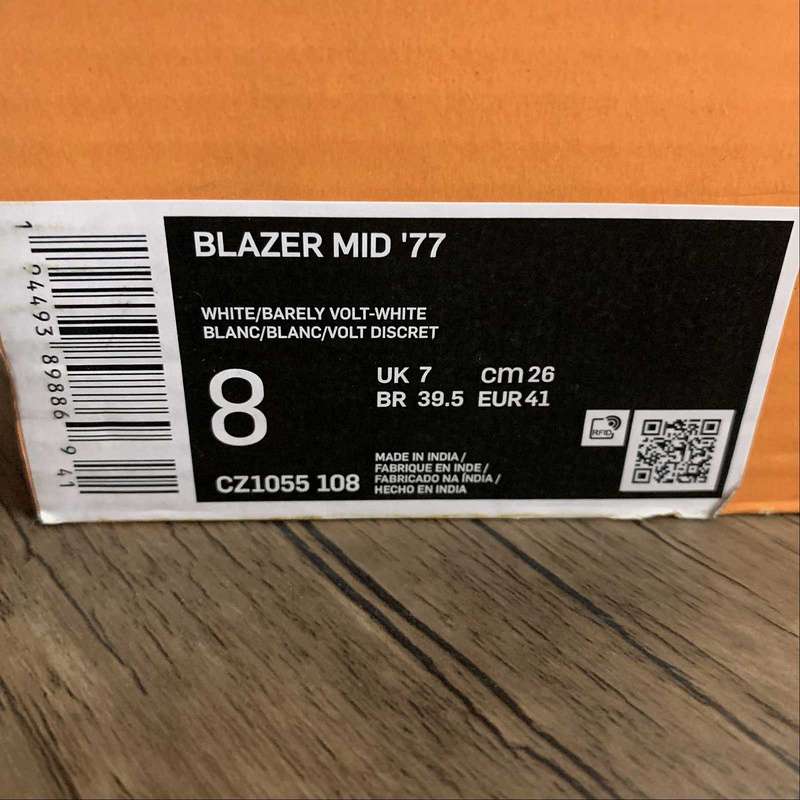 BLAZER MID '77
WHITE/BARELY VOLT-WHITE
BLANC/BLANC/VOLT DISCRET
8
UK 7 cm 26
BR 39.5 EUR 41
CZ1055 108
MADE IN INDIA /
FABRIQUE EN INDE /
FABRICADO NA ÍNDIA /
HECHO EN INDIA
RFID
1 94493 89886 9 41